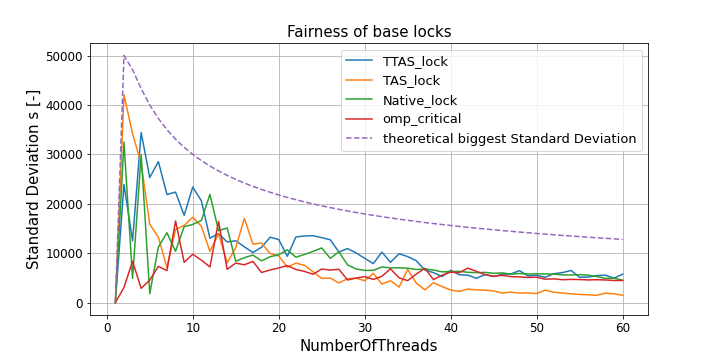 Fairness of base locks
Standard Deviation s [-]
50000
40000
30000
20000
10000
0
TTAS_lock
TAS_lock
Native_lock
omp_critical
theoretical biggest Standard Deviation
0 10 20 30 40 50 60
NumberOfThreads